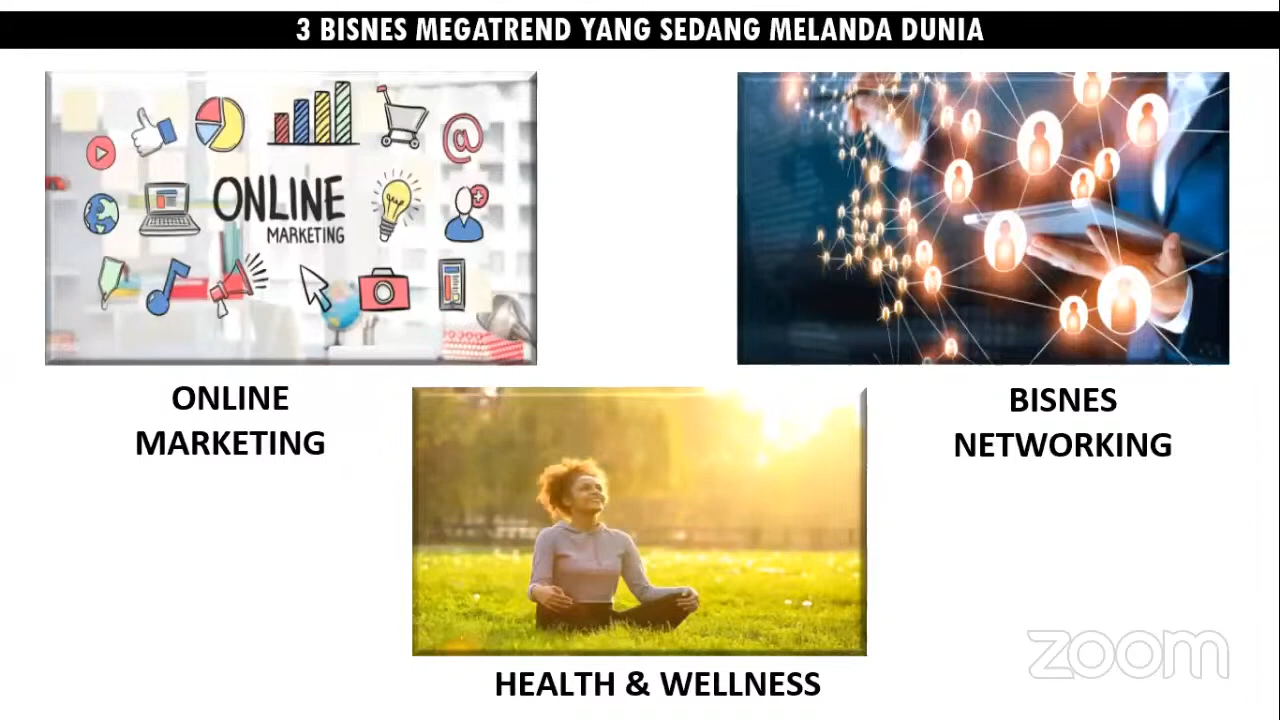 3 BISNES MEGATREND YANG SEDANG MELANDA DUNIA
ONLINE
MARKETING
@
ONLINE
MARKETING
BISNES
NETWORKING
HEALTH & WELLNESS
zoom